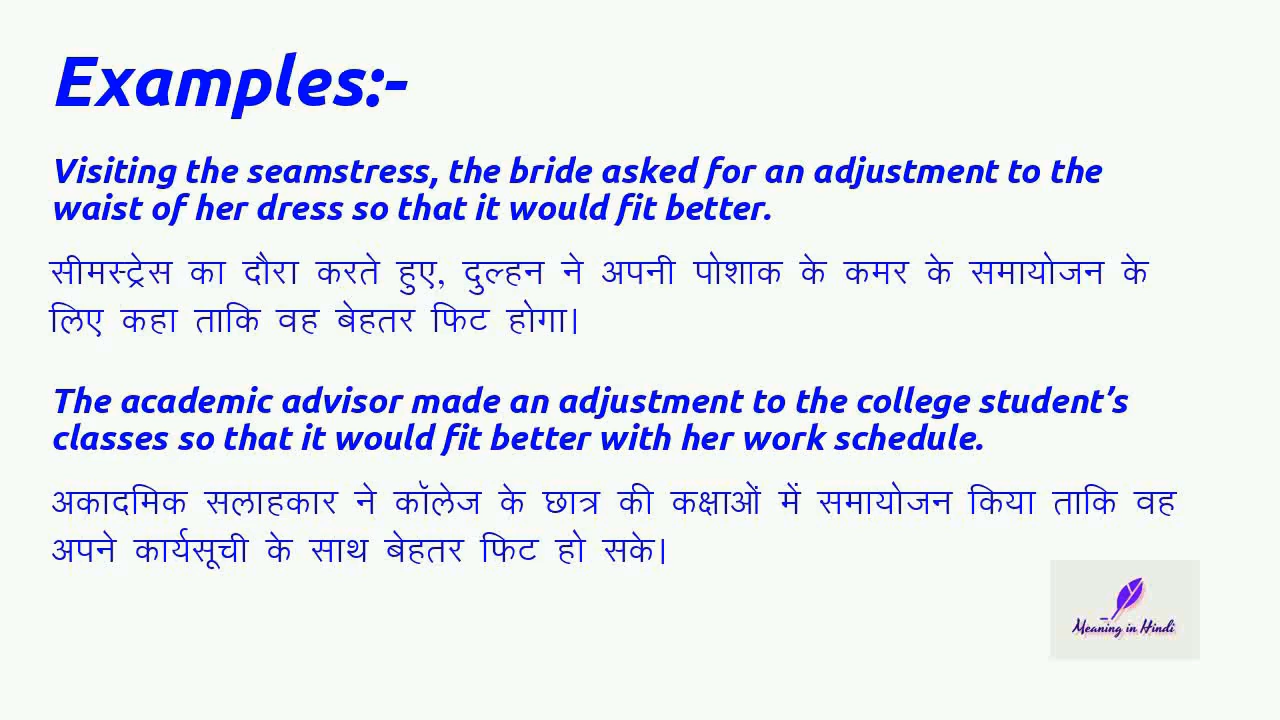 Examples:-
Visiting the seamstress, the bride asked for an adjustment to the
waist of her dress so that it would fit better.
सीमस्ट्रेस का दौरा करते हुए, दुल्हन ने अपनी पोशाक के कमर के समायोजन के
लिए कहा ताकि वह बेहतर फिट होगा।
The academic advisor made an adjustment to the college student’s
classes so that it would fit better with her work schedule.
अकादमिक सलाहकार ने कॉलेज के छात्र की कक्षाओं में समायोजन किया ताकि वह
अपने कार्यसूची के साथ बेहतर फिट हो सके।
Meaning in Hindi